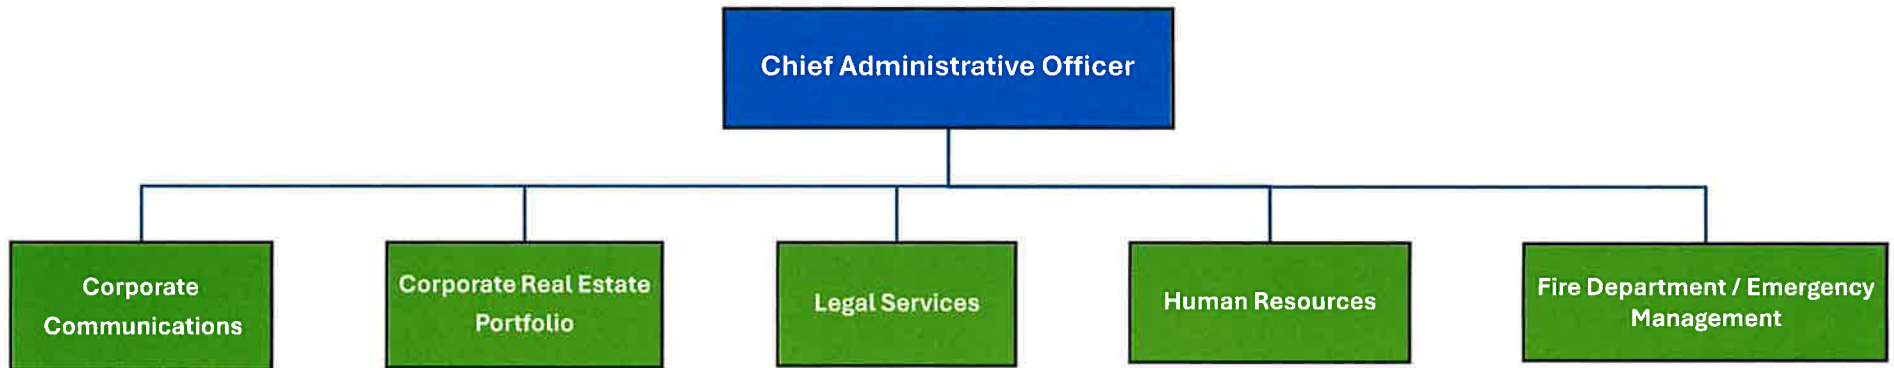 Chief Administrative Officer
Corporate
Communications
Corporate Real Estate
Portfolio
Legal Services
Human Resources
Fire Department / Emergency
Management